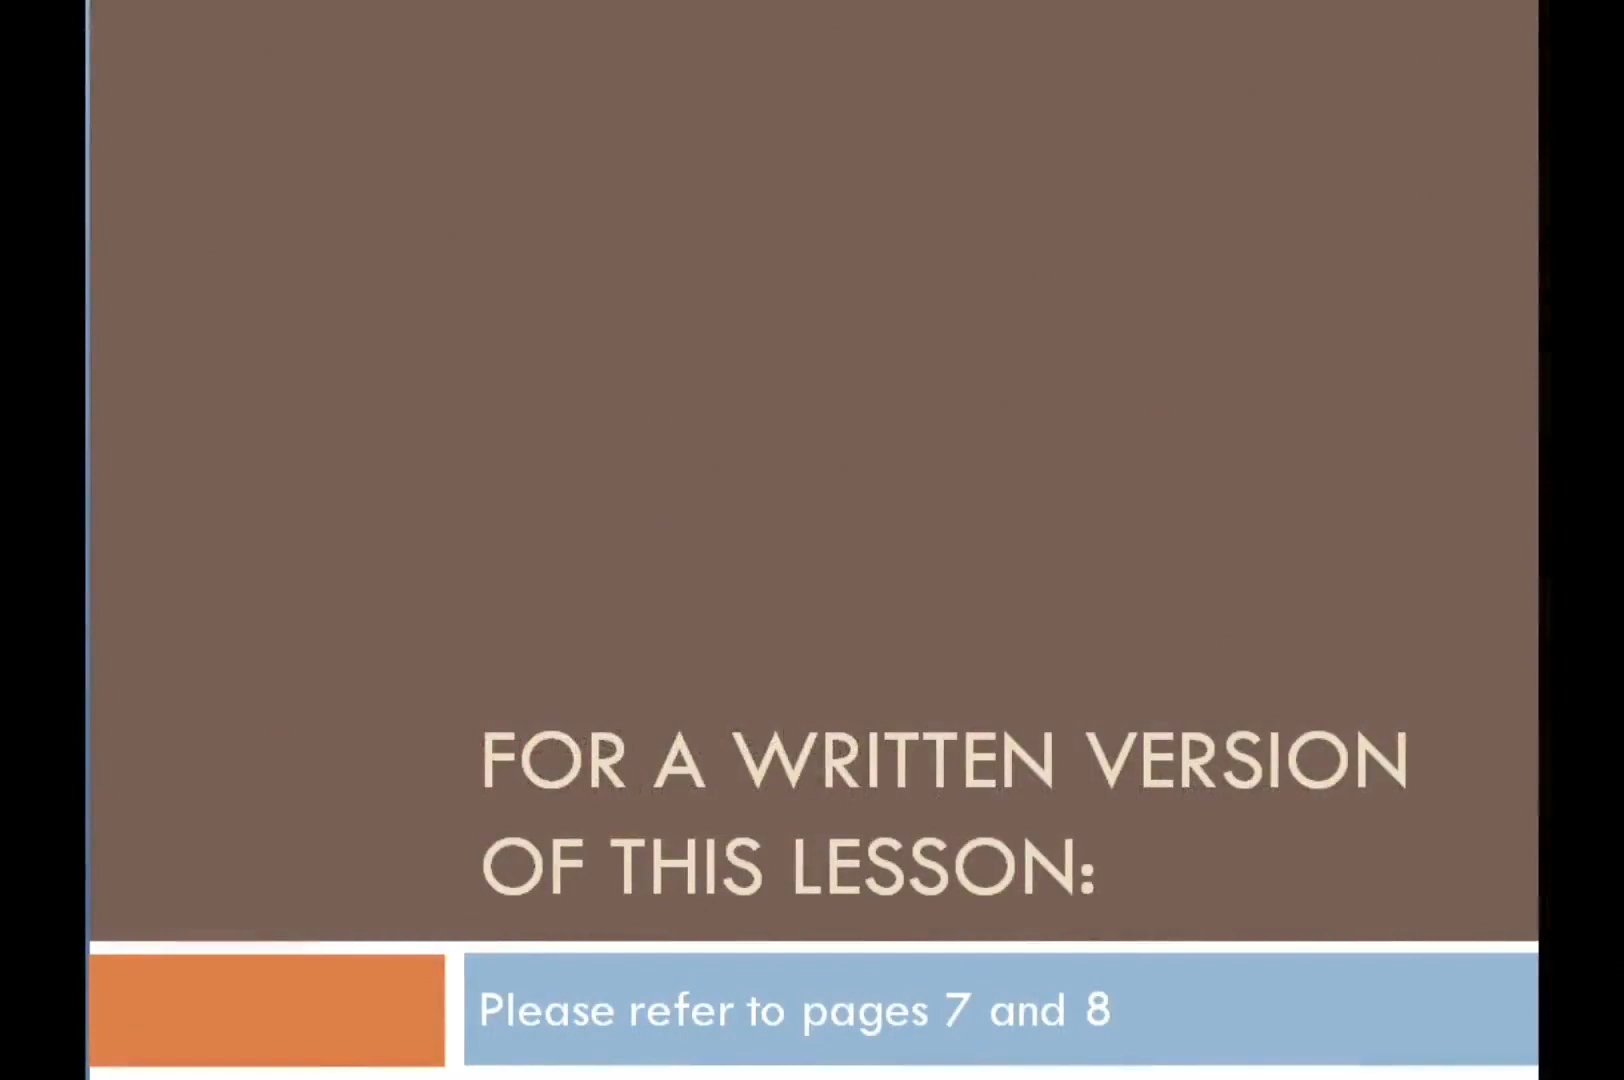 FOR A WRITTEN VERSION
OF THIS LESSON:
Please refer to pages 7 and 8